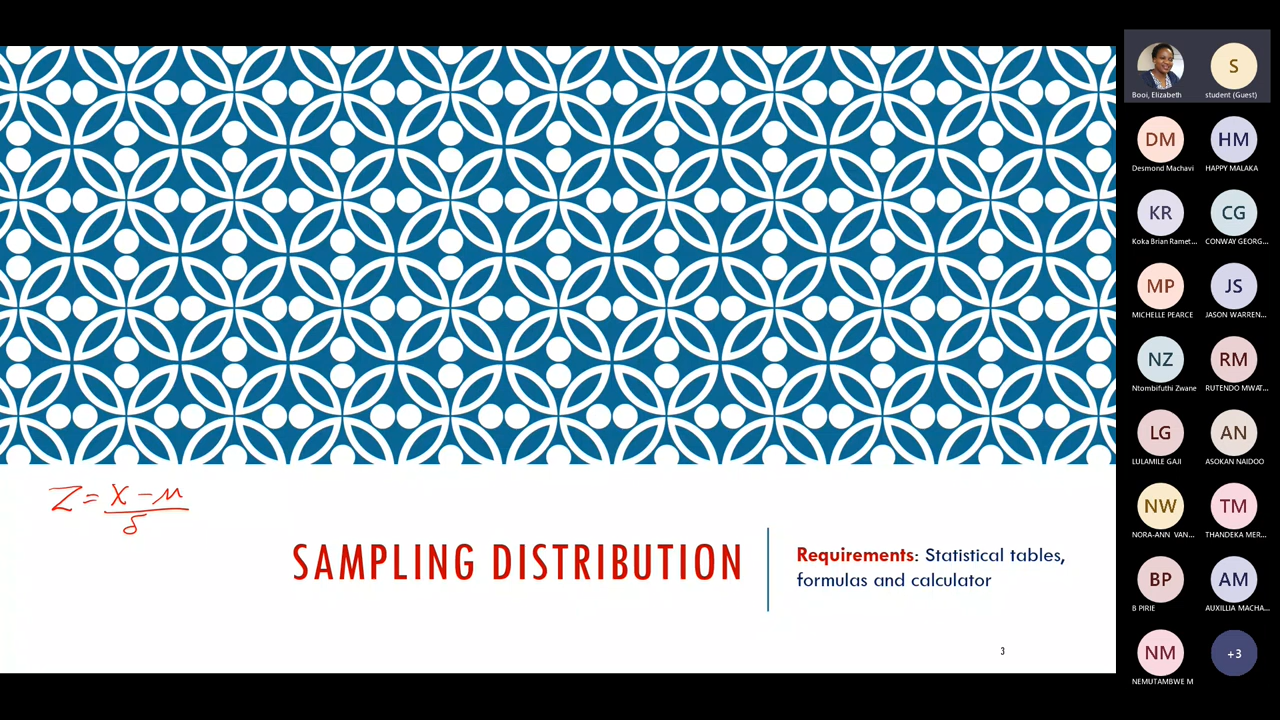 Z = X - μ
δ
SAMPLING DISTRIBUTION
Requirements: Statistical tables,
formulas and calculator
3
Booi, Elizabeth
S
student (Guest)
DM
Desmond Machavi
HM
HAPPY MALAKA
KR
Koka Brian Ramet...
CG
CONWAY GEORG...
MP
MICHELLE PEARCE
JS
JASON WARREN...
NZ
Ntombifuthi Zwane
RM
RUTENDO MWAT...
LG
LULAMILE GAJI
AN
ASOKAN NAIDOO
NW
NORA-ANN VAN...
TM
THANDEKA MER...
BP
B PIRIE
AM
AUXILLIA MACHA...
NM
NEMUTAMBWE M
+3